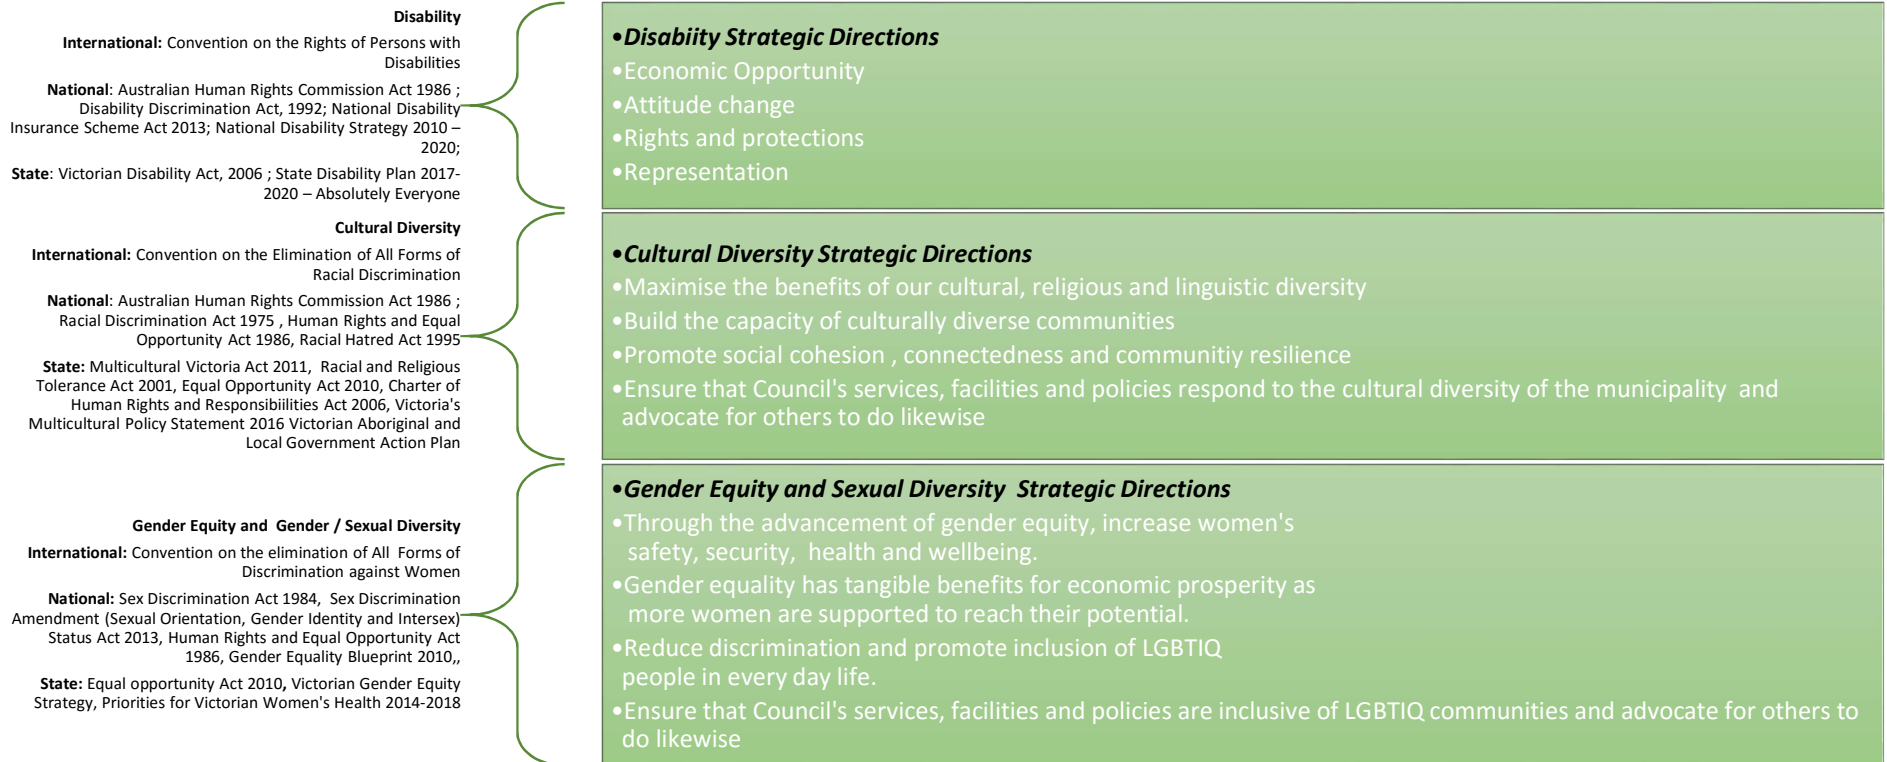 Disability
International: Convention on the Rights of Persons with
Disabilities
National: Australian Human Rights Commission Act 1986 ;
Disability Discrimination Act, 1992; National Disability
Insurance Scheme Act 2013; National Disability Strategy 2010 –
2020;
State: Victorian Disability Act, 2006 ; State Disability Plan 2017-
2020 – Absolutely Everyone
•Disabiity Strategic Directions
•Economic Opportunity
•Attitude change
•Rights and protections
•Representation
Cultural Diversity
International: Convention on the Elimination of All Forms of
Racial Discrimination
National: Australian Human Rights Commission Act 1986 ;
Racial Discrimination Act 1975 , Human Rights and Equal
Opportunity Act 1986, Racial Hatred Act 1995
State: Multicultural Victoria Act 2011, Racial and Religious
Tolerance Act 2001, Equal Opportunity Act 2010, Charter of
Human Rights and Responsibiilities Act 2006, Victoria's
Multicultural Policy Statement 2016 Victorian Aboriginal and
Local Government Action Plan
•Cultural Diversity Strategic Directions
•Maximise the benefits of our cultural, religious and linguistic diversity
•Build the capacity of culturally diverse communities
•Promote social cohesion , connectedness and communitiy resilience
•Ensure that Council's services, facilities and policies respond to the cultural diversity of the municipality and
advocate for others to do likewise
Gender Equity and Gender / Sexual Diversity
International: Convention on the elimination of All Forms of
Discrimination against Women
National: Sex Discrimination Act 1984, Sex Discrimination
Amendment (Sexual Orientation, Gender Identity and Intersex)
Status Act 2013, Human Rights and Equal Opportunity Act
1986, Gender Equality Blueprint 2010,,
State: Equal opportunity Act 2010, Victorian Gender Equity
Strategy, Priorities for Victorian Women's Health 2014-2018
•Gender Equity and Sexual Diversity Strategic Directions
•Through the advancement of gender equity, increase women's
safety, security, health and wellbeing.
•Gender equality has tangible benefits for economic prosperity as
more women are supported to reach their potential.
•Reduce discrimination and promote inclusion of LGBTIQ
people in every day life.
•Ensure that Council's services, facilities and policies are inclusive of LGBTIQ communities and advocate for others to
do likewise